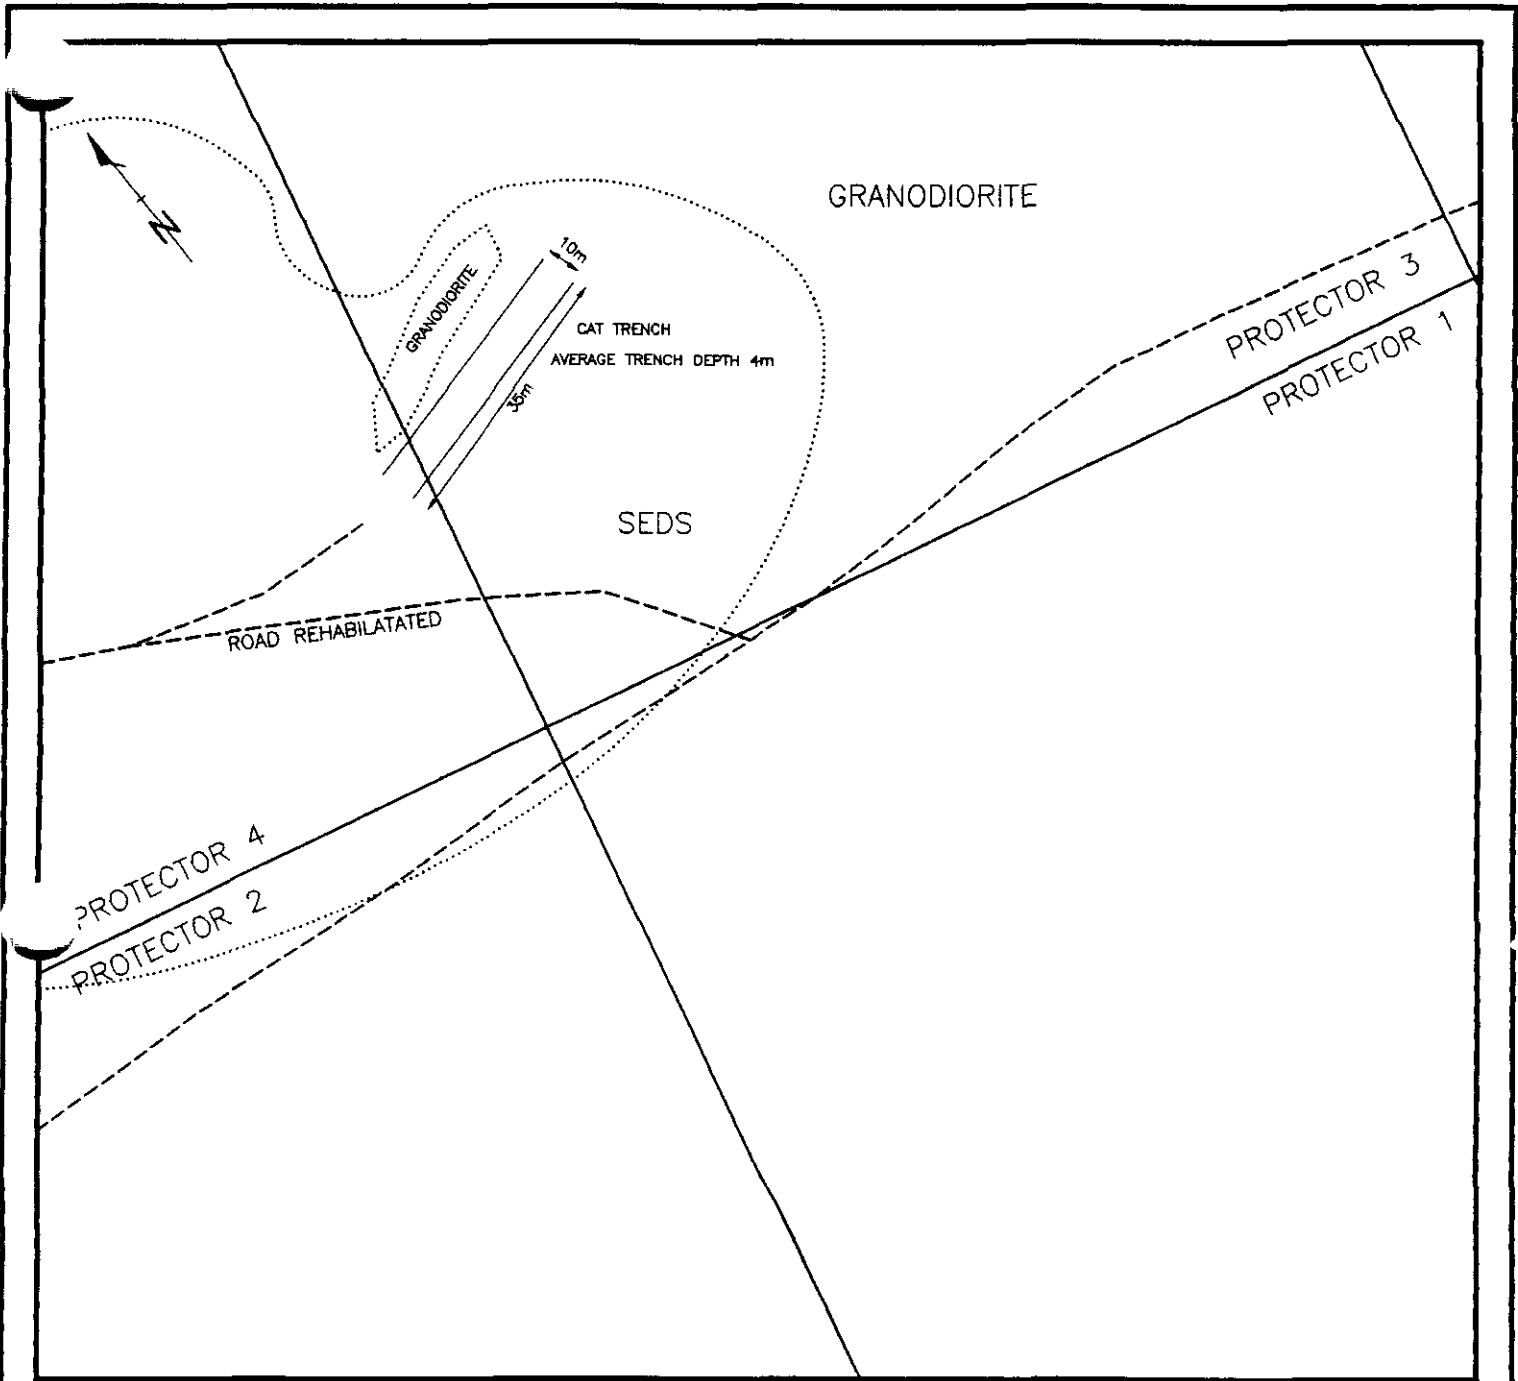 GRANODIORITE
N
10m
GRANODIORITE
CAT TRENCH
AVERAGE TRENCH DEPTH 4m
35m
PROTECTOR 3
PROTECTOR 1
SEDS
ROAD REHABILATATED
PROTECTOR 4
PROTECTOR 2